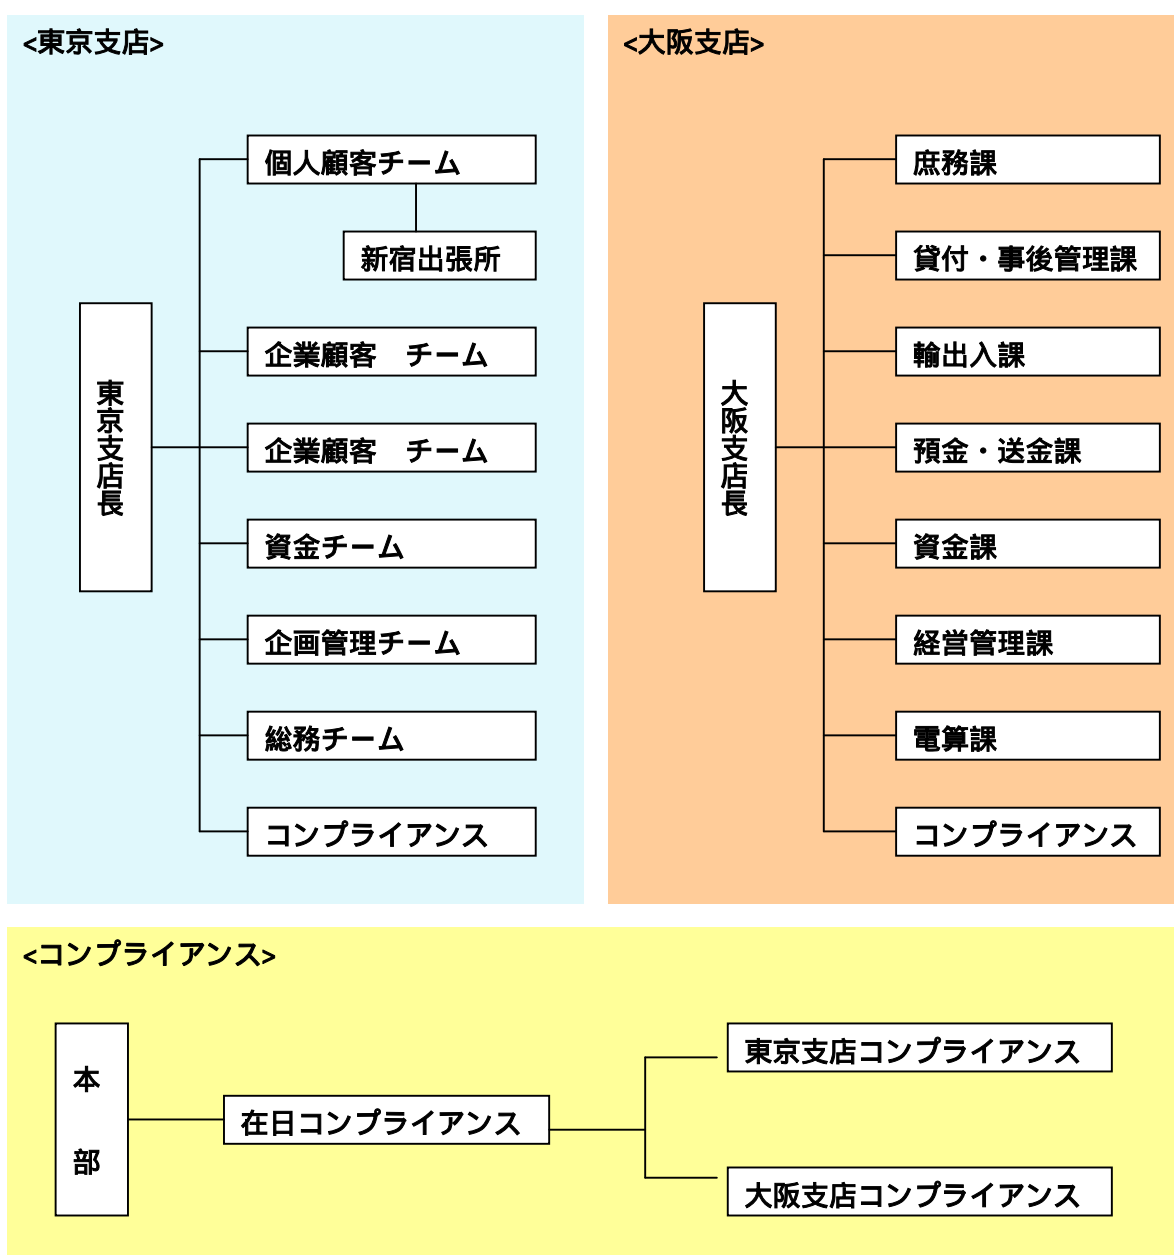 <東京支店>
個人顧客チーム
新宿出張所
企業顧客　チーム
東京支店長
企業顧客　チーム
資金チーム
企画管理チーム
総務チーム
コンプライアンス
<大阪支店>
庶務課
貸付・事後管理課
輸出入課
大阪支店長
預金・送金課
資金課
経営管理課
電算課
コンプライアンス
<コンプライアンス>
本部
在日コンプライアンス
東京支店コンプライアンス
大阪支店コンプライアンス